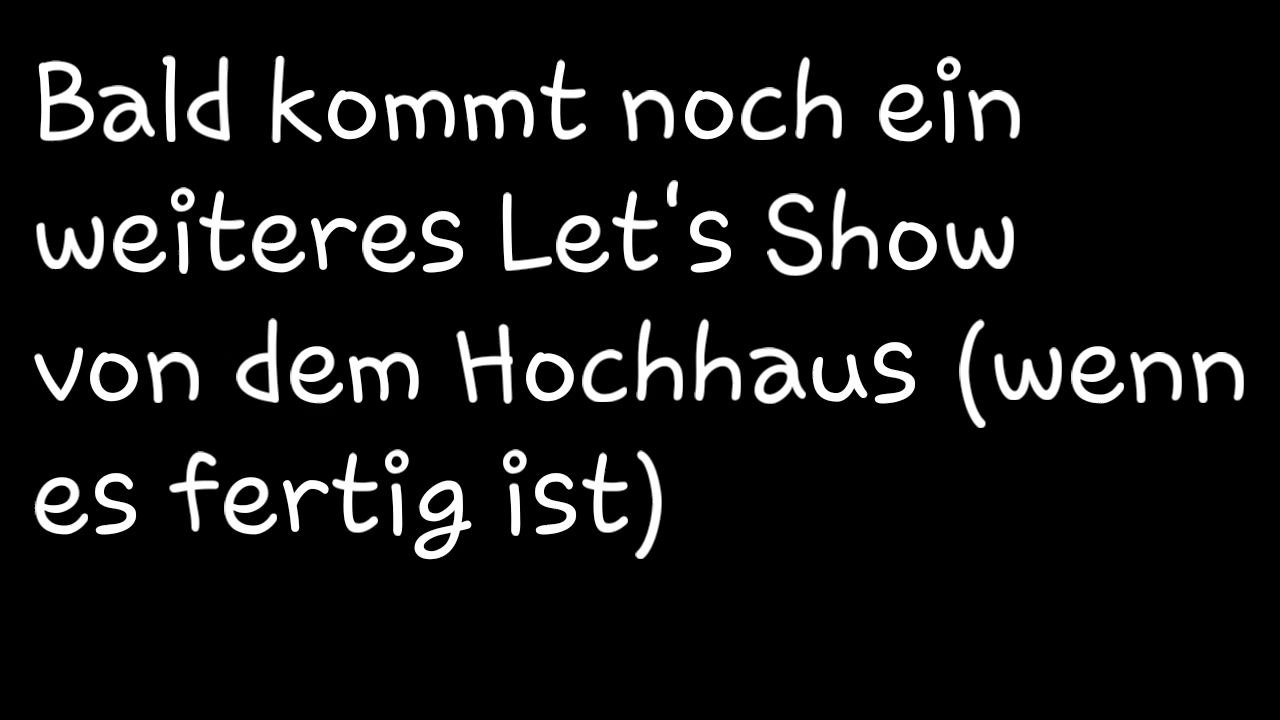 Bald kommt noch ein
weiteres Let's Show
von dem Hochhaus (wenn
es fertig ist)